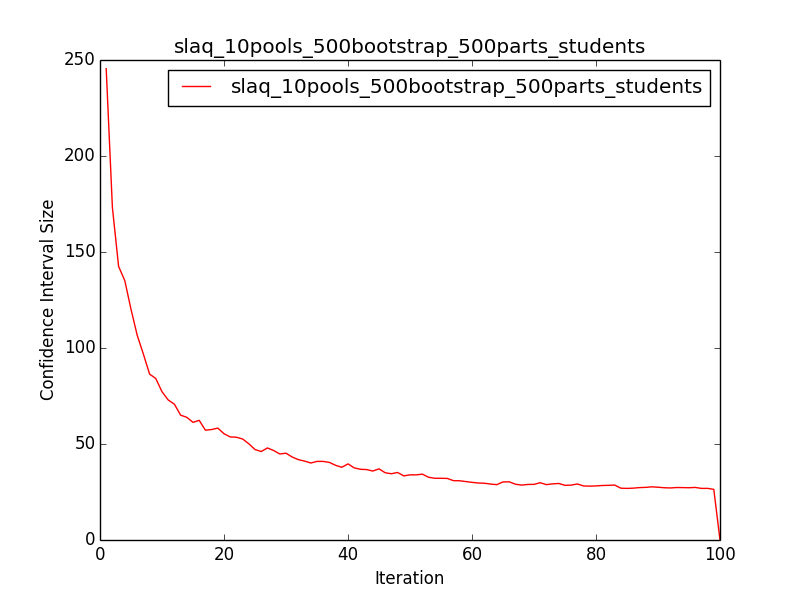 slaq_10pools_500bootstrap_500parts_students
slaq_10pools_500bootstrap_500parts_students
250
200
150
100
50
0
Confidence Interval Size
0 20 40 60 80 100
Iteration